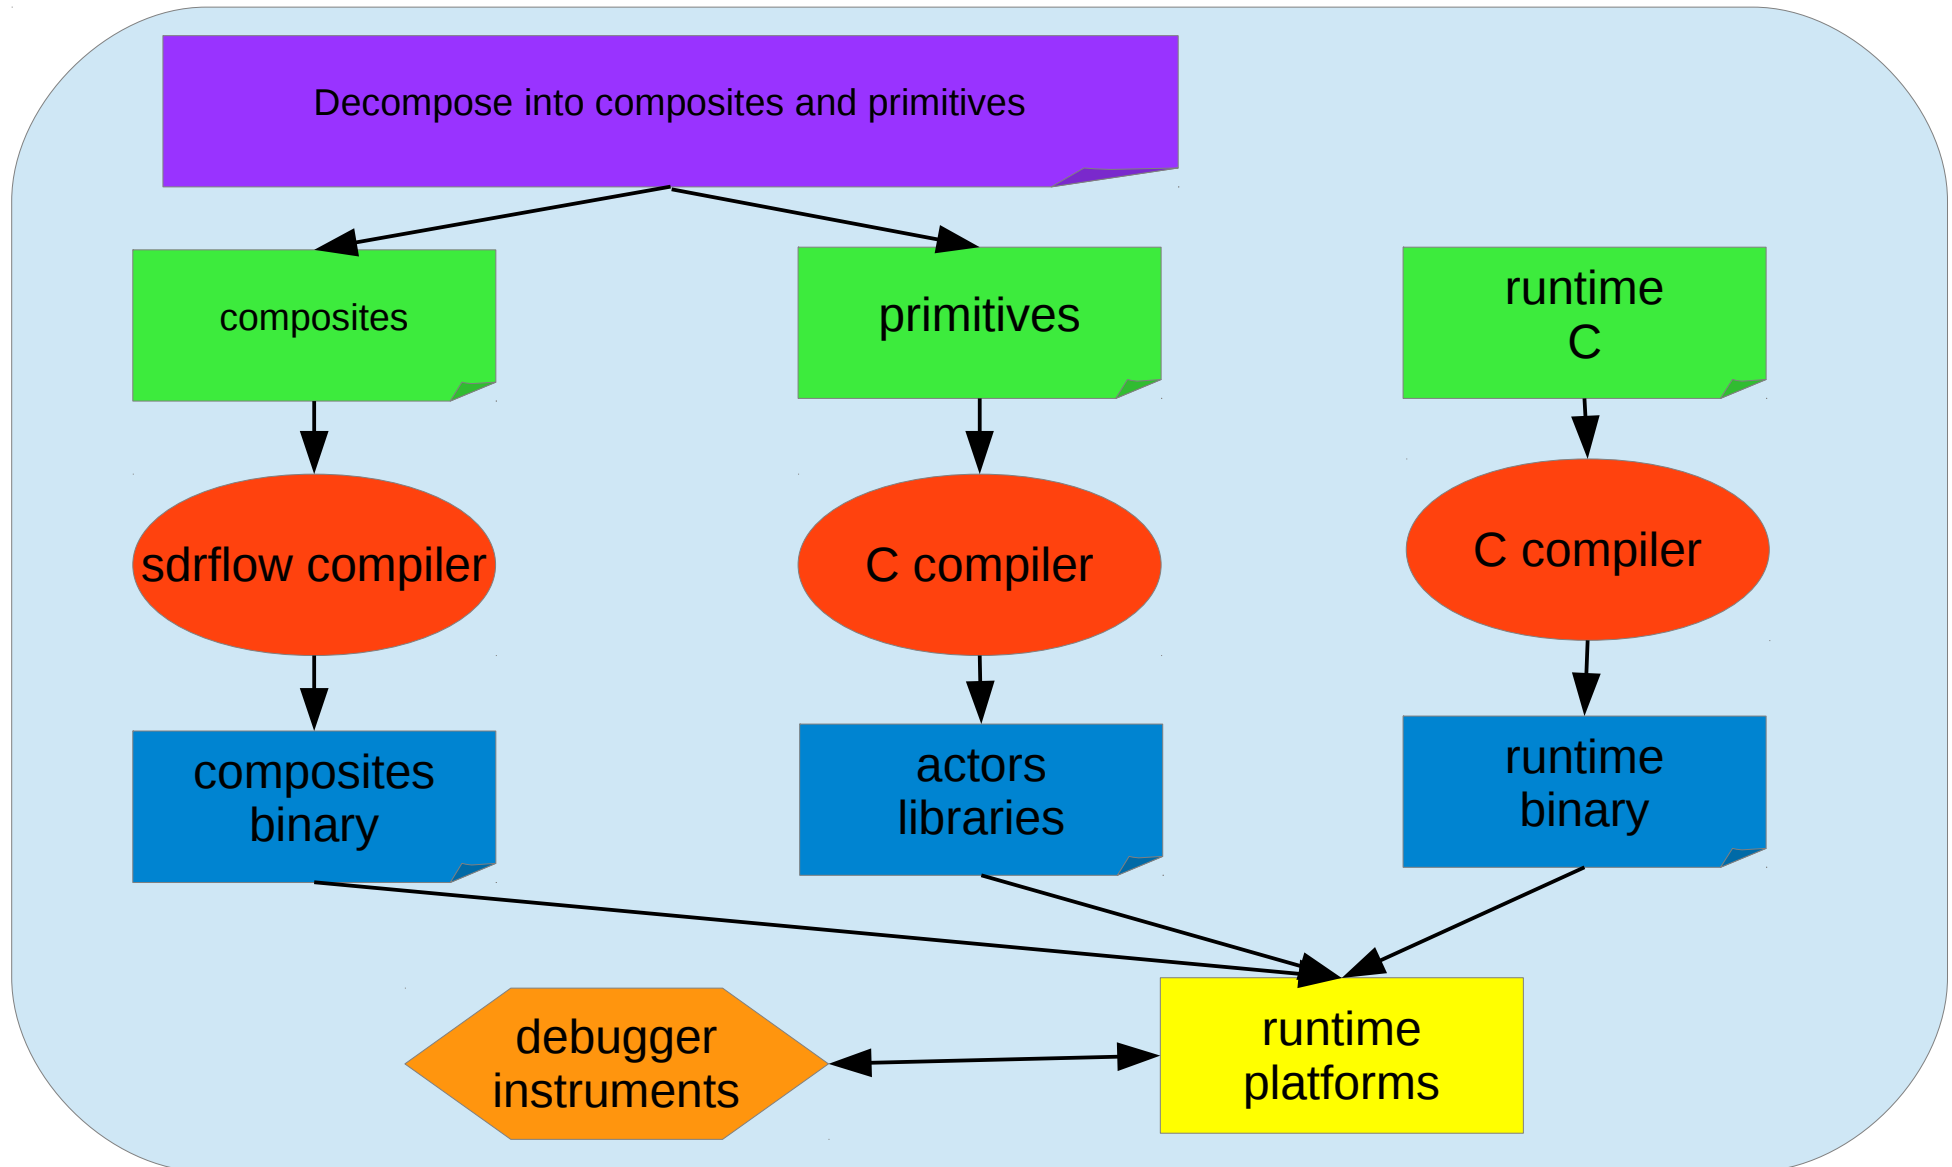 Decompose into composites and primitives
composites
primitives
runtime
C
sdrflow compiler
C compiler
C compiler
composites
binary
actors
libraries
runtime
binary
debugger
instruments
runtime
platforms